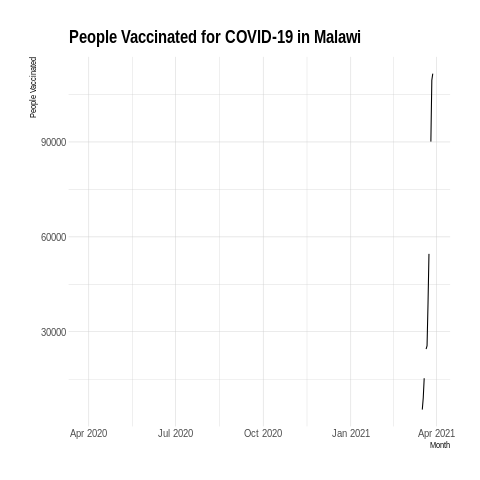 People Vaccinated for COVID-19 in Malawi
People Vaccinated
90000
60000
30000
Apr 2020 Jul 2020 Oct 2020 Jan 2021 Apr 2021
Month